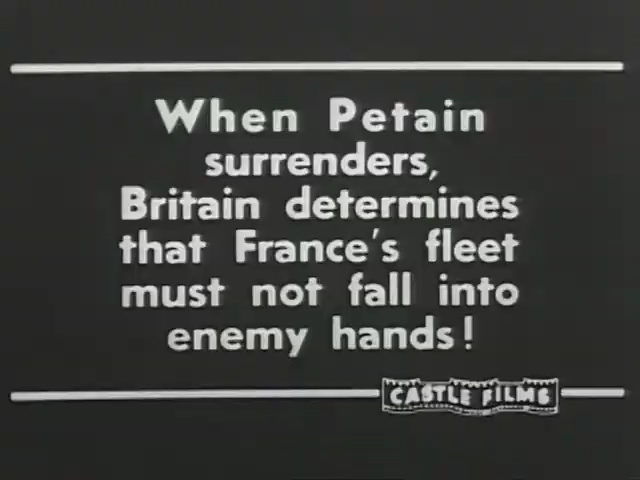 When Petain
surrenders,
Britain determines
that France's fleet
must not fall into
enemy hands!
CASTLE FILMS